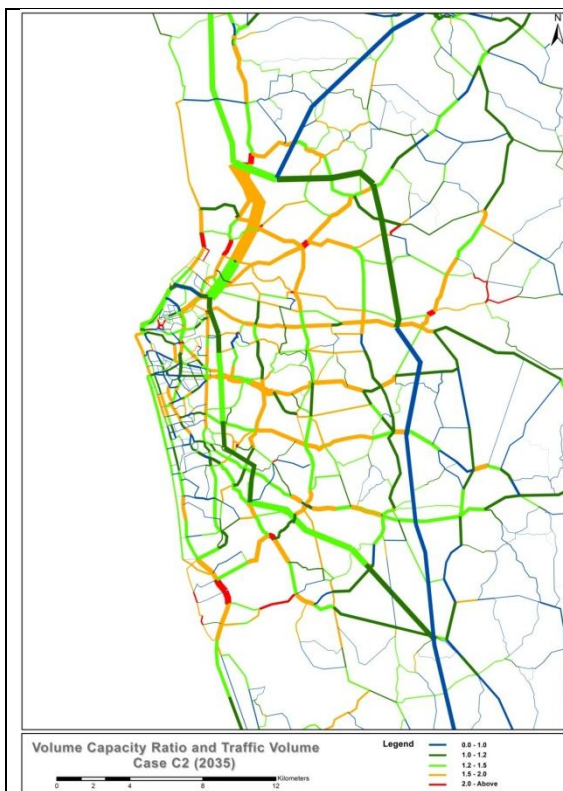 N
Volume Capacity Ratio and Traffic Volume
Case C2 (2035)
0 2 4 8 12
Kilometers
Legend
0.0 - 1.0
1.0 - 1.2
1.2 - 1.5
1.5 - 2.0
2.0 - Above